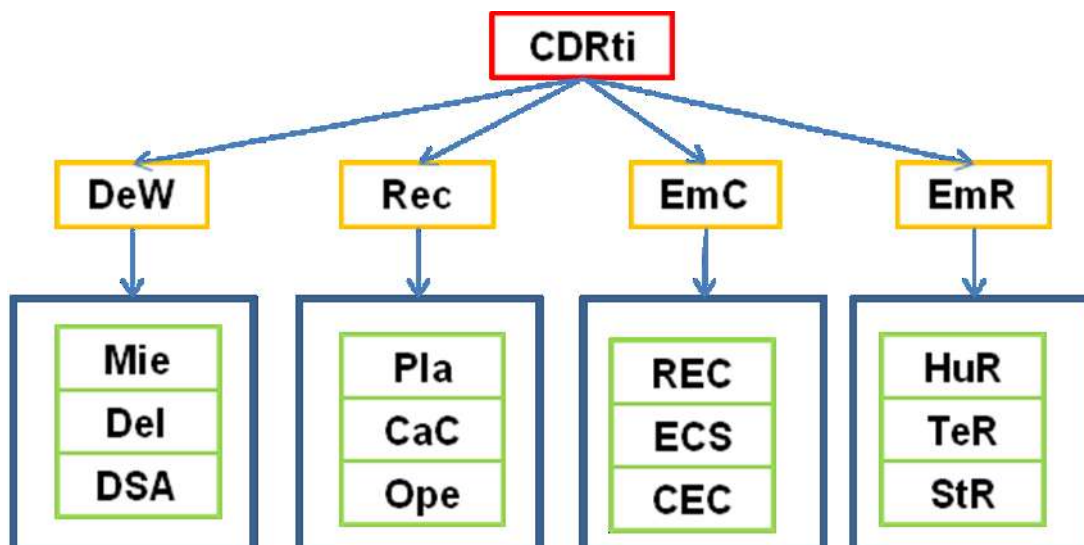 CDRti
DeW
Rec
EmC
EmR
Mie
Del
DSA
Pla
CaC
Ope
REC
ECS
CEC
HuR
TeR
StR